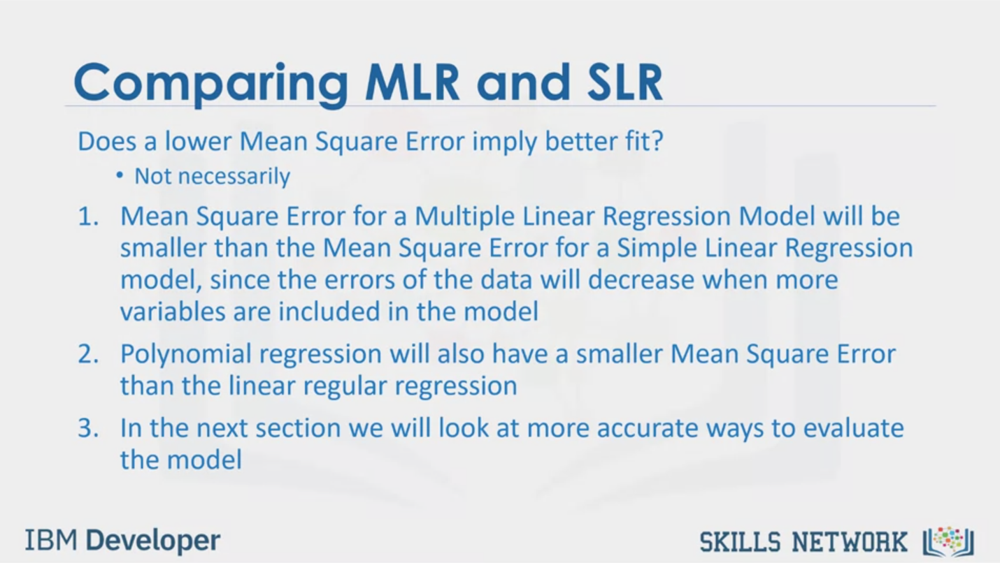 Comparing MLR and SLR
Does a lower Mean Square Error imply better fit?
• Not necessarily
1. Mean Square Error for a Multiple Linear Regression Model will be
smaller than the Mean Square Error for a Simple Linear Regression
model, since the errors of the data will decrease when more
variables are included in the model
2. Polynomial regression will also have a smaller Mean Square Error
than the linear regular regression
3. In the next section we will look at more accurate ways to evaluate
the model
IBM Developer
SKILLS NETWORK